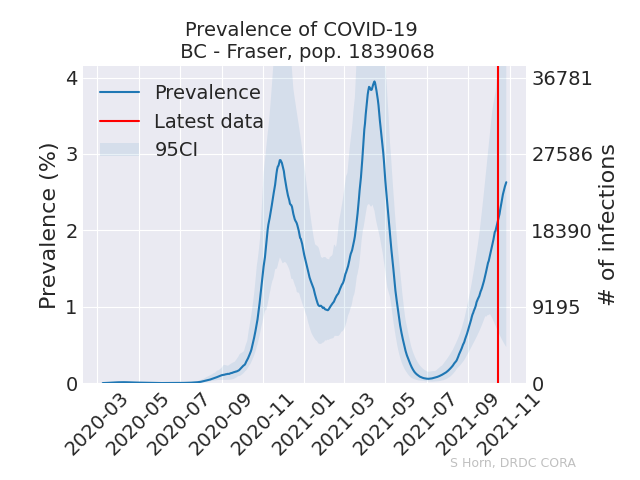 Prevalence of COVID-19
BC - Fraser, pop. 1839068
Prevalence (%)
# of infections
Prevalence
Latest data
95CI
4
3
2
1
0
36781
27586
18390
9195
0
2020-03
2020-05
2020-07
2020-09
2020-11
2021-01
2021-03
2021-05
2021-07
2021-09
2021-11
S Horn, DRDC CORA